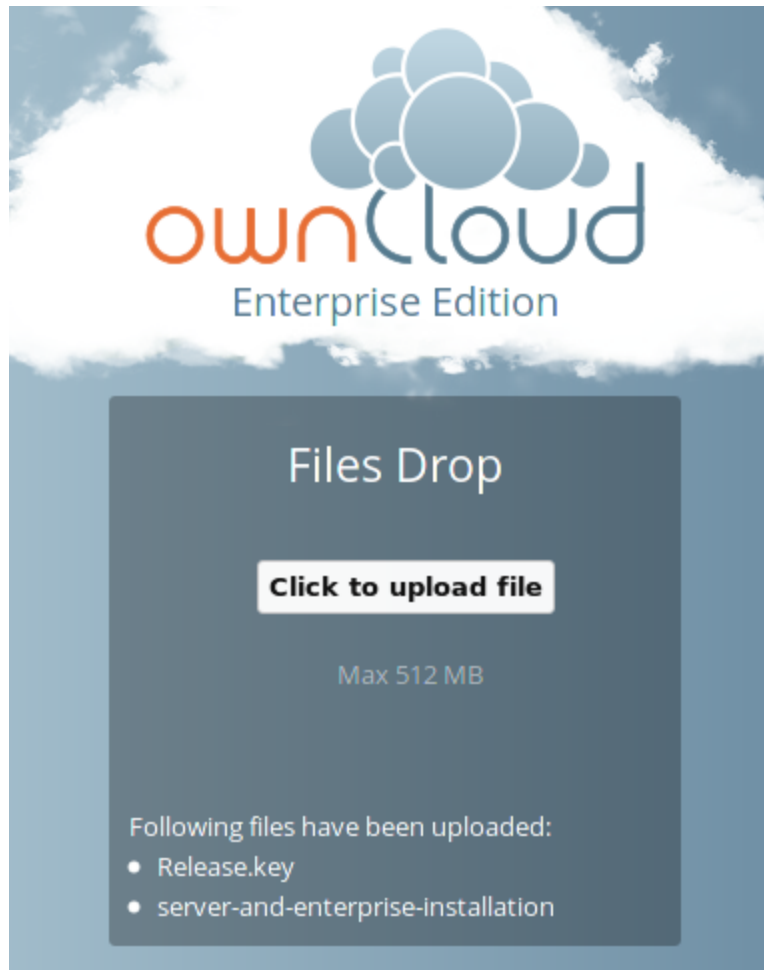 ownCloud
Enterprise Edition
Files Drop
Click to upload file
Max 512 MB
Following files have been uploaded:
• Release.key
• server-and-enterprise-installation